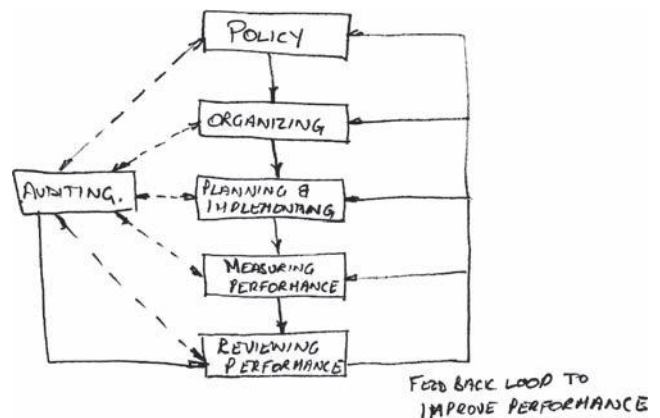 POLICY
ORGANIZING
AUDITING.
PLANNING &
IMPLEMENTING
MEASURING
PERFORMANCE
REVIEWING
PERFORMANCE
FEED BACK LOOP TO
IMPROVE PERFORMANCE